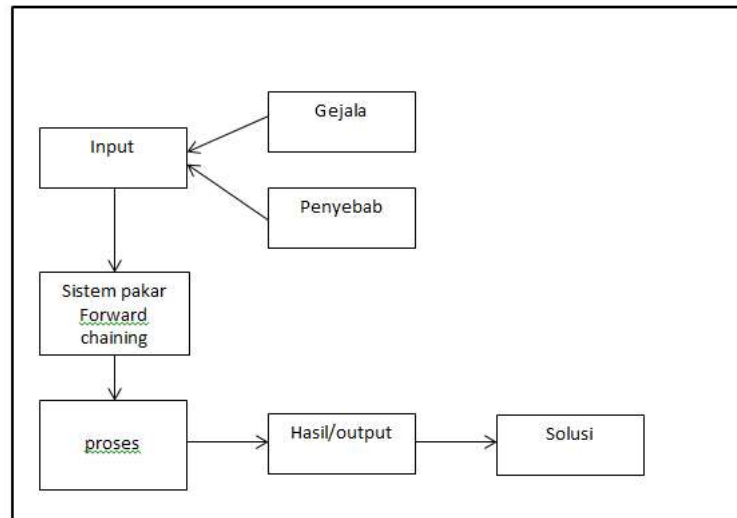 Gejala
Input
Penyebab
Sistem pakar
Forward
chaining
proses
Hasil/output
Solusi